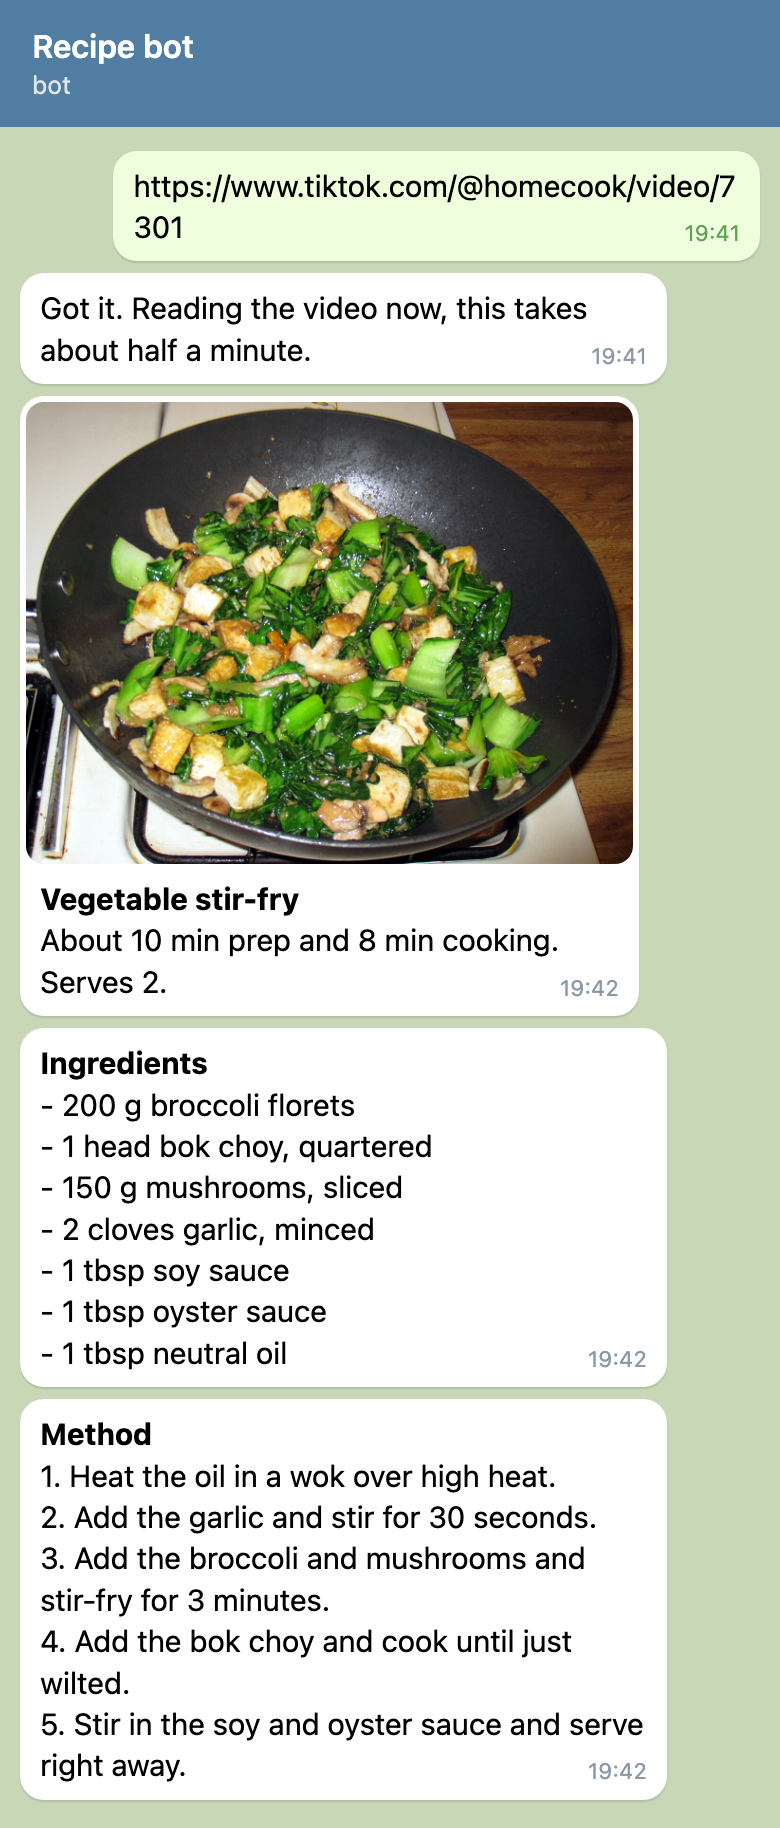 Recipe bot
bot
https://www.tiktok.com/@homecook/video/7
301
19:41
Got it. Reading the video now, this takes
about half a minute.
19:41
Vegetable stir-fry
About 10 min prep and 8 min cooking.
Serves 2.
19:42
Ingredients
- 200 g broccoli florets
- 1 head bok choy, quartered
- 150 g mushrooms, sliced
- 2 cloves garlic, minced
- 1 tbsp soy sauce
- 1 tbsp oyster sauce
- 1 tbsp neutral oil
19:42
Method
1. Heat the oil in a wok over high heat.
2. Add the garlic and stir for 30 seconds.
3. Add the broccoli and mushrooms and
stir-fry for 3 minutes.
4. Add the bok choy and cook until just
wilted.
5. Stir in the soy and oyster sauce and serve
right away.
19:42